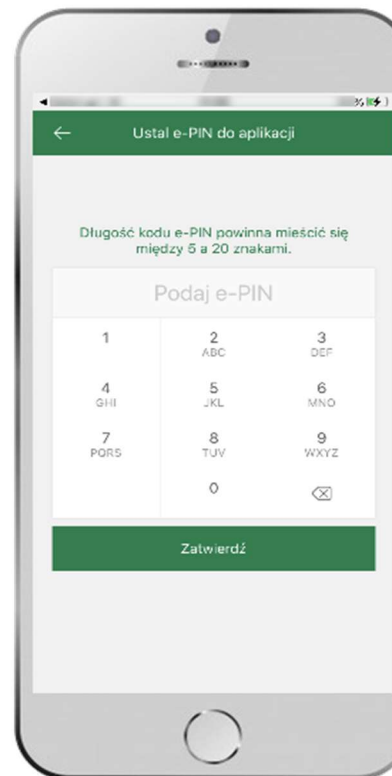 Ustal e-PIN do aplikacji
Długość kodu e-PIN powinna mieścić się
między 5 a 20 znakami.
Podaj e-PIN
1 2 3
ABC DEF
4 5 6
GHI JKL MNO
7 8 9
PQRS TUV WXYZ
0
Zatwierdź